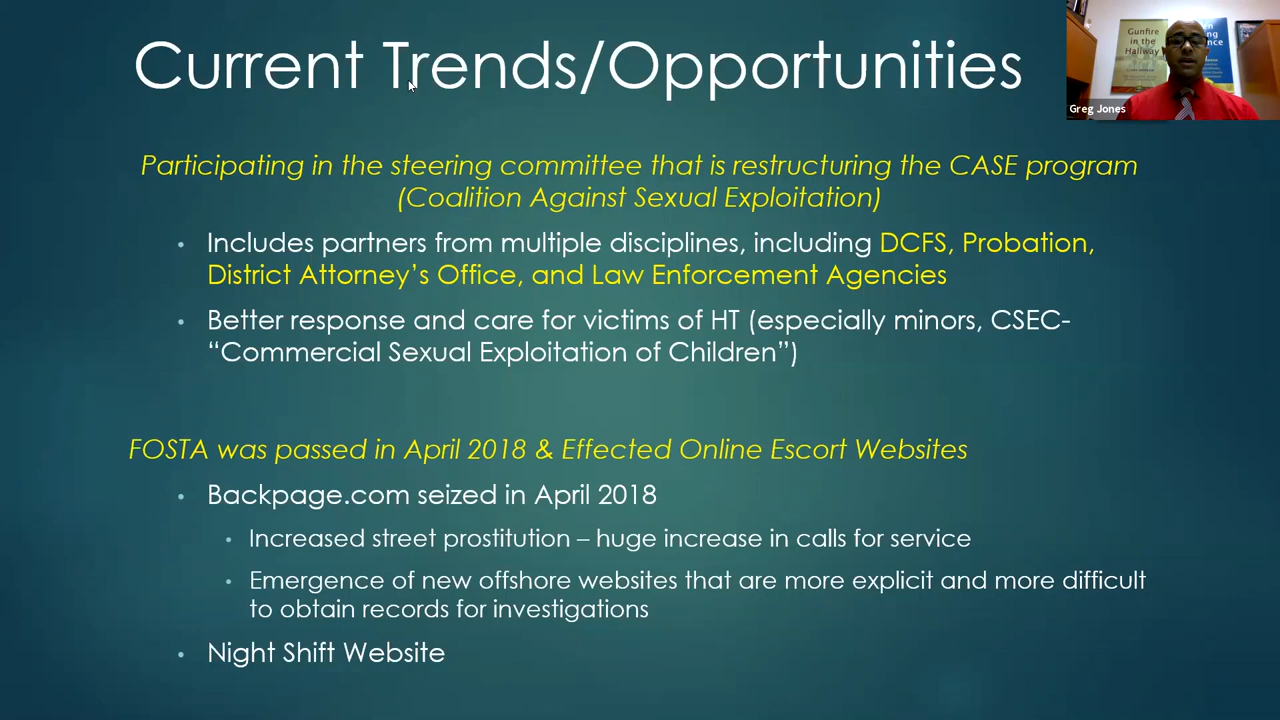 Current Trends/Opportunities
Gunfire
in the
Hallway
Greg Jones
Participating in the steering committee that is restructuring the CASE program
(Coalition Against Sexual Exploitation)
• Includes partners from multiple disciplines, including DCFS, Probation,
District Attorney’s Office, and Law Enforcement Agencies
• Better response and care for victims of HT (especially minors, CSEC-
“Commercial Sexual Exploitation of Children”)
FOSTA was passed in April 2018 & Effected Online Escort Websites
• Backpage.com seized in April 2018
• Increased street prostitution – huge increase in calls for service
• Emergence of new offshore websites that are more explicit and more difficult
to obtain records for investigations
• Night Shift Website